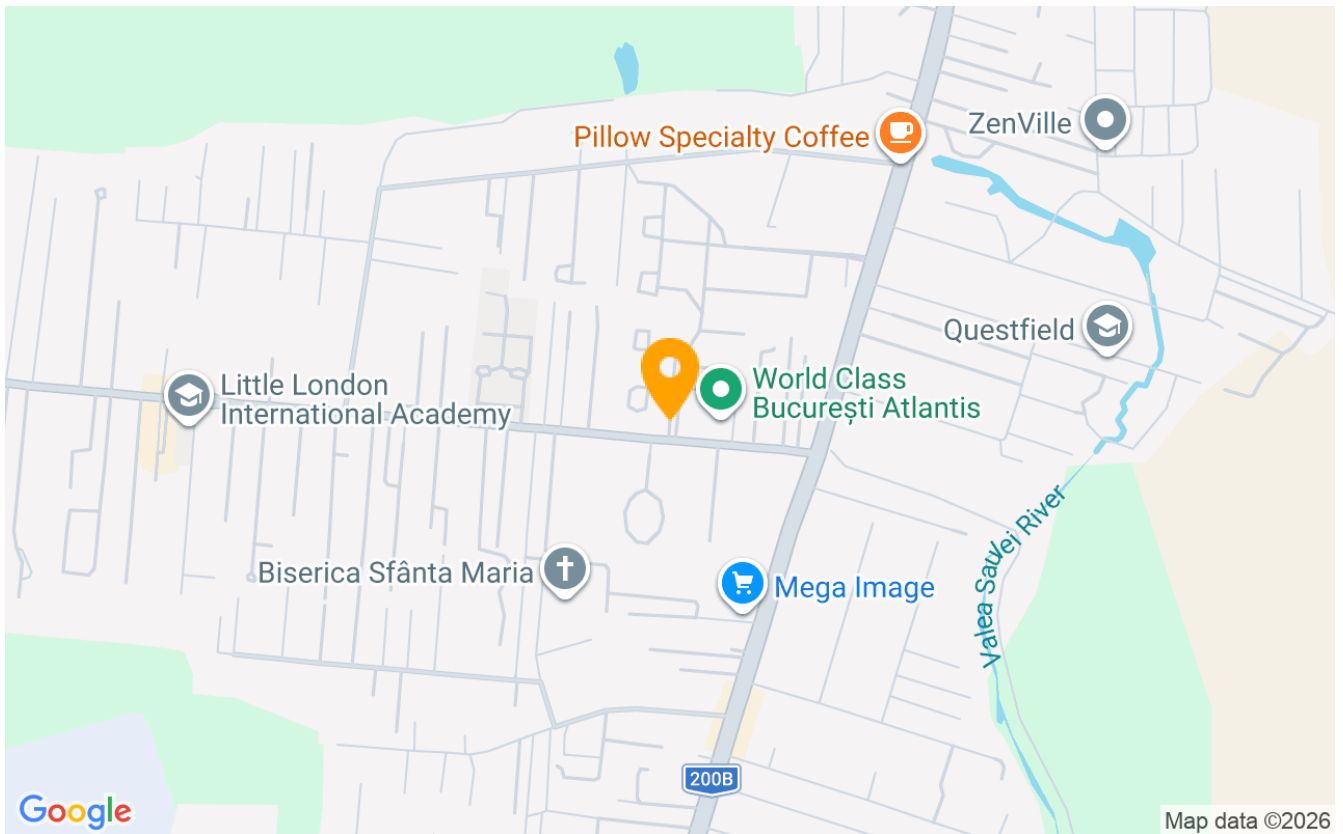 Pillow Specialty Coffee
ZenVille
Questfield
World Class
București Atlantis
Little London
International Academy
Biserica Sfânta Maria
Mega Image
Valea Saulei River
200B
Google
Map data ©2026